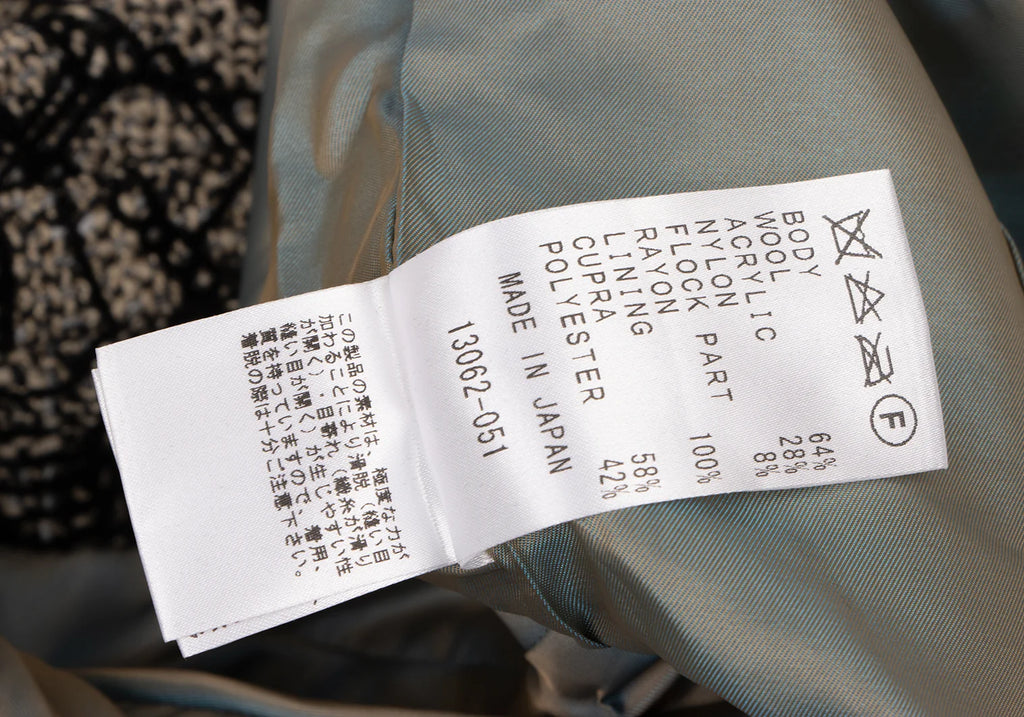 F
BODY
WOOL 64%
ACRYLIC 28%
NYLON 8%
FLOCK PART
RAYON 100%
LINING
CUPRA 58%
POLYESTER 42%
MADE IN JAPAN
13062-051
この製品の素材は、極度な力が
加わることにより滑脱(縫い目
が開く)・目寄れ(織糸が滑り
縫い目が開く)が生じやすい性
質を持っていますので、着用、
着脱の際は十分ご注意下さい。